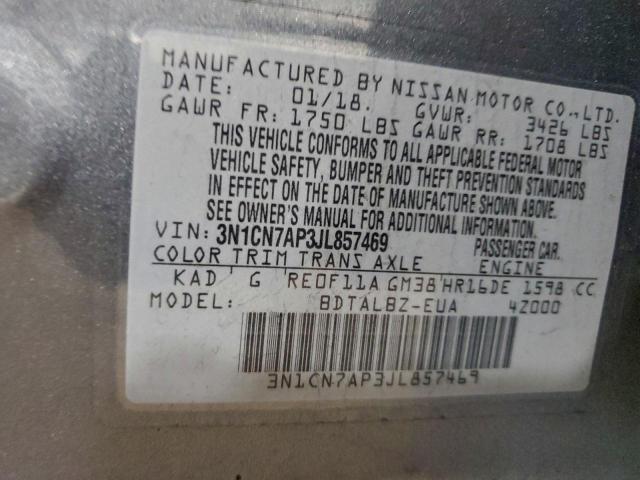 MANUFACTURED BY NISSAN MOTOR CO.,LTD.
DATE: 01/18. GVWR: 3426 LBS
GAWR FR: 1750 LBS GAWR RR: 1708 LBS
THIS VEHICLE CONFORMS TO ALL APPLICABLE FEDERAL MOTOR
VEHICLE SAFETY, BUMPER AND THEFT PREVENTION STANDARDS
IN EFFECT ON THE DATE OF MANUFACTURE SHOWN ABOVE.
SEE OWNER'S MANUAL FOR ADDITIONAL INFORMATION.
VIN: 3N1CN7AP3JL857469 PASSENGER CAR.
COLOR TRIM TRANS AXLE ENGINE
KAD G RE0F11A GM38 HR16DE 1598 CC
BDTALBZ-EUA 42000
3N1CN7AP3JL857469